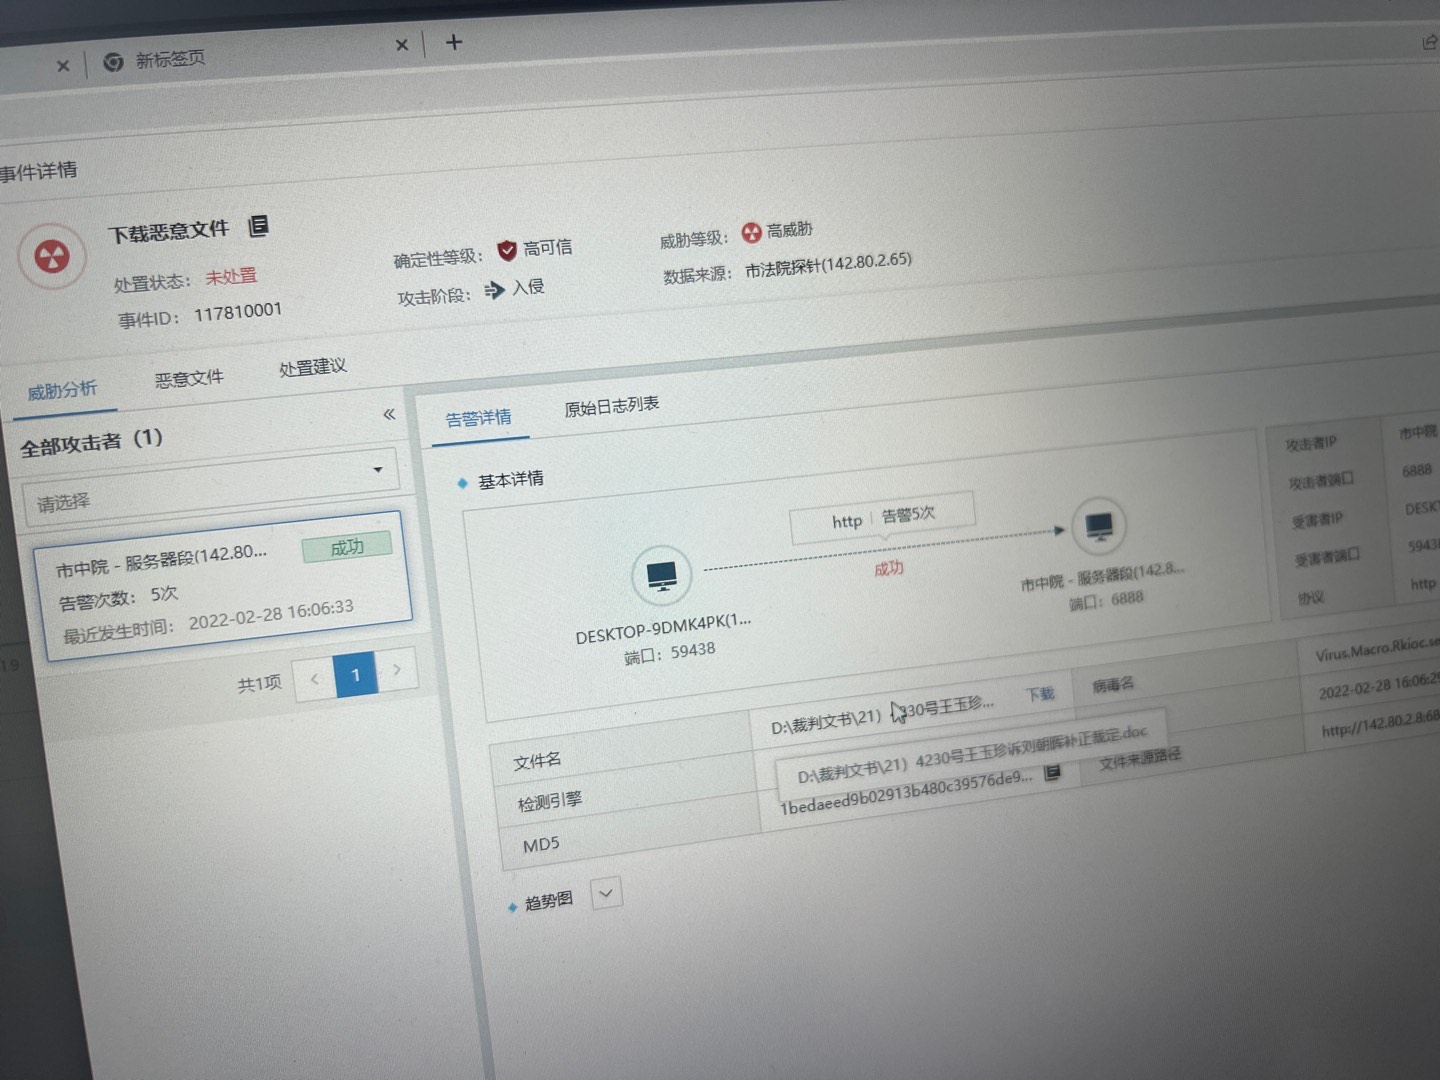 新标签页
事件详情
下载恶意文件
处置状态： 未处置
事件ID： 117810001
确定性等级： 高可信
攻击阶段： 入侵
威胁等级： 高威胁
数据来源： 市法院探针(142.80.2.65)
威胁分析 恶意文件 处置建议
全部攻击者（1）
请选择
市中院 - 服务器段(142.80... 成功
告警次数： 5次
最近发生时间： 2022-02-28 16:06:33
共1项 1
19
告警详情 原始日志列表
基本详情
http 告警5次
成功
DESKTOP-9DMK4PK(1...
端口：59438
市中院 - 服务器段(142.8...
端口：6888
攻击者IP 市中院
攻击者端口 6888
受害者IP DESKT
受害者端口 5943
协议 http
文件名 D:\裁判文书\21）4230号王玉珍... 下载 病毒名 Virus.Macro.Rkioc.se
D:\裁判文书\21）4230号王玉珍诉刘朝晖补正裁定.doc
检测引擎 2022-02-28 16:06:29
MD5 1bedaeed9b02913b480c39576de9... 文件来源路径 http://142.80.2.8:68
趋势图